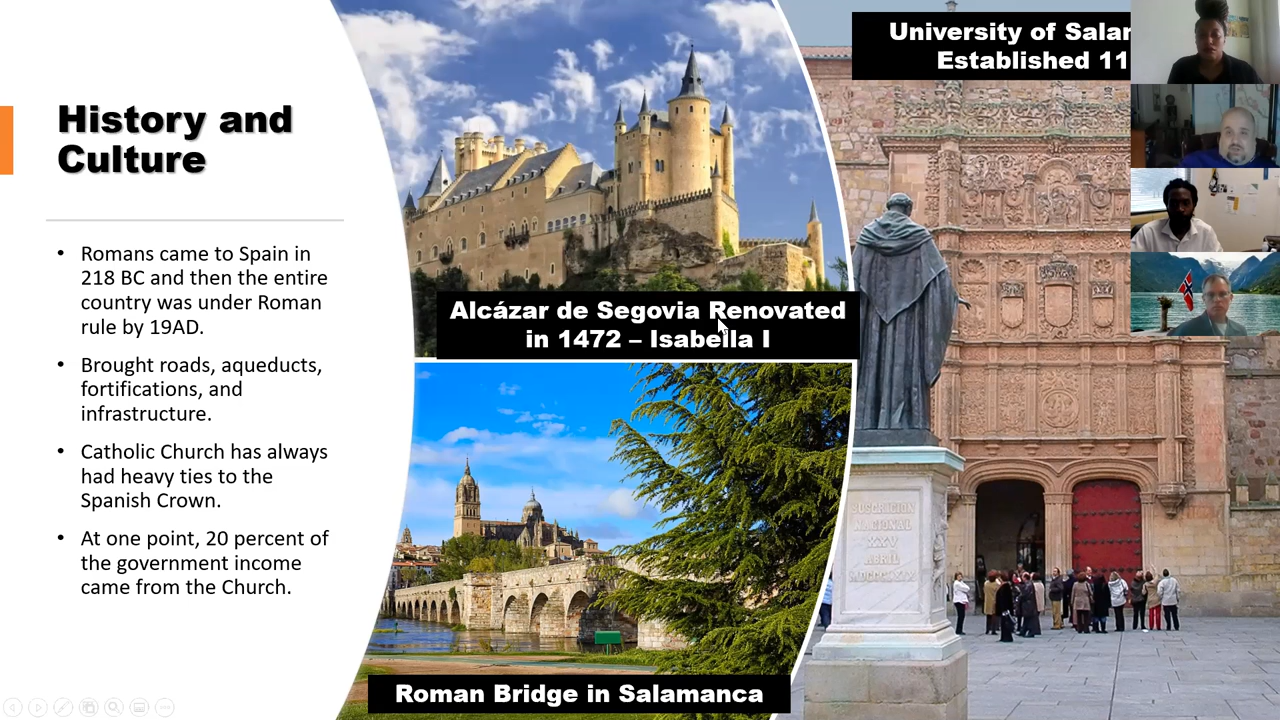 History and
Culture
• Romans came to Spain in
218 BC and then the entire
country was under Roman
rule by 19AD.
• Brought roads, aqueducts,
fortifications, and
infrastructure.
• Catholic Church has always
had heavy ties to the
Spanish Crown.
• At one point, 20 percent of
the government income
came from the Church.
Alcázar de Segovia Renovated
in 1472 – Isabella I
Roman Bridge in Salamanca
University of Salar
Established 11
NACIONAL
XXV
ABRIL